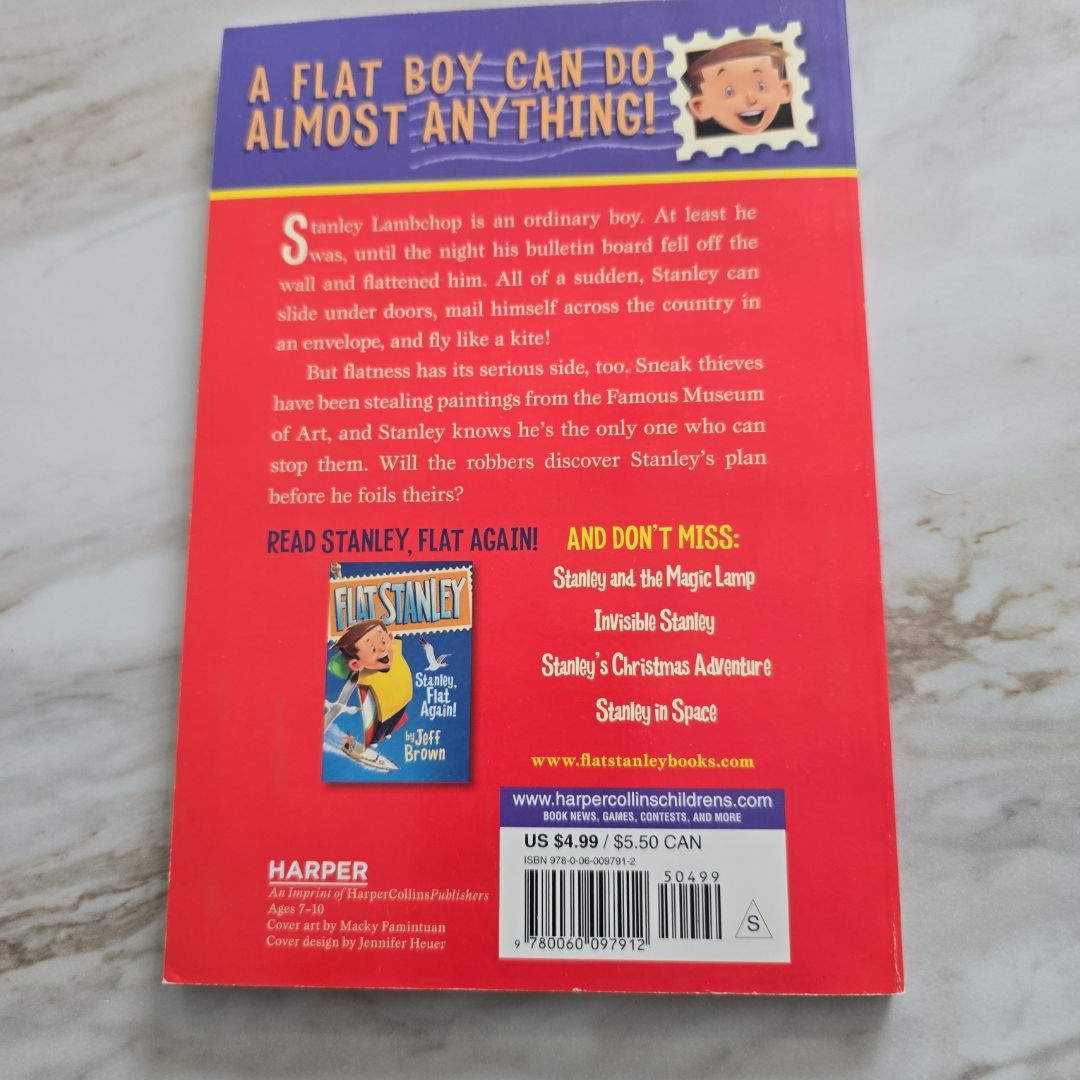 A FLAT BOY CAN DO
ALMOST ANYTHING!
Stanley Lambchop is an ordinary boy. At least he
was, until the night his bulletin board fell off the
wall and flattened him. All of a sudden, Stanley can
slide under doors, mail himself across the country in
an envelope, and fly like a kite!
But flatness has its serious side, too. Sneak thieves
have been stealing paintings from the Famous Museum
of Art, and Stanley knows he's the only one who can
stop them. Will the robbers discover Stanley's plan
before he foils theirs?
READ STANLEY, FLAT AGAIN!
FLAT STANLEY
Stanley,
Flat
Again!
by Jeff
Brown
AND DON'T MISS:
Stanley and the Magic Lamp
Invisible Stanley
Stanley's Christmas Adventure
Stanley in Space
www.flatstanleybooks.com
www.harpercollinschildrens.com
BOOK NEWS, GAMES, CONTESTS, AND MORE
US $4.99 / $5.50 CAN
ISBN 978-0-06-009791-2
50499
9 780060 097912
S
HARPER
An Imprint of HarperCollinsPublishers
Ages 7–10
Cover art by Macky Pamintuan
Cover design by Jennifer Heuer